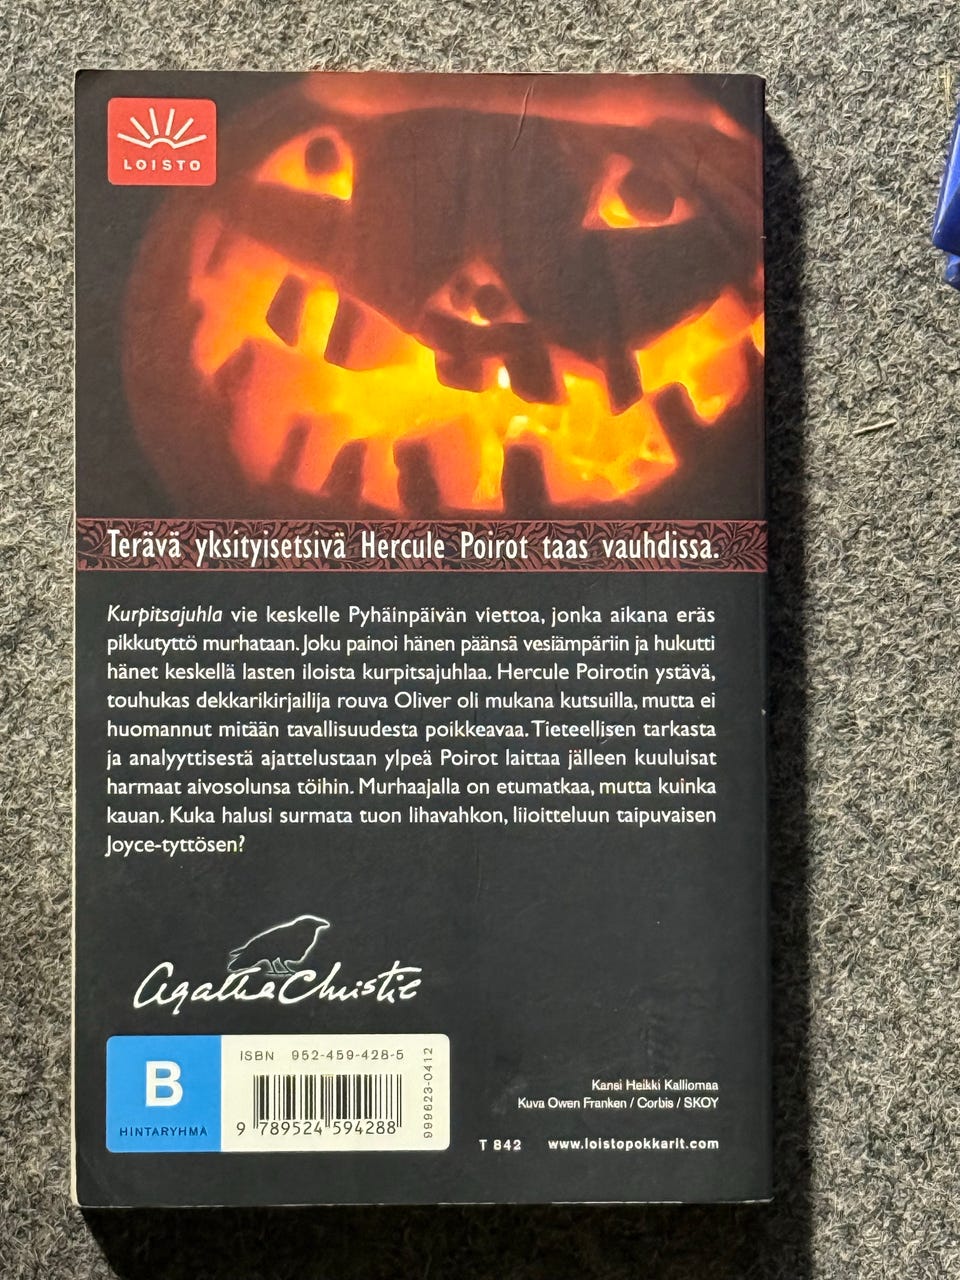 LOISTO
Terävä yksityisetsivä Hercule Poirot taas vauhdissa.
Kurpitsajuhla vie keskelle Pyhäinpäivän viettoa, jonka aikana eräs
pikkutyttö murhataan. Joku painoi hänen päänsä vesiämpäriin ja hukutti
hänet keskellä lasten iloista kurpitsajuhlaa. Hercule Poirotin ystävä,
touhukas dekkarikirjailija rouva Oliver oli mukana kutsuilla, mutta ei
huomannut mitään tavallisuudesta poikkeavaa. Tieteellisen tarkasta
ja analyyttisestä ajattelustaan ylpeä Poirot laittaa jälleen kuuluisat
harmaat aivosolunsa töihin. Murhaajalla on etumatkaa, mutta kuinka
kauan. Kuka halusi surmata tuon lihavahkon, liioitteluun taipuvaisen
Joyce-tyttösen?
Agatha Christie
B
HINTARYHMÄ
ISBN 952-459-428-5
9 789524 594288
999623-0412
Kansi Heikki Kalliomaa
Kuva Owen Franken / Corbis / SKOY
T 842 www.loistopokkarit.com